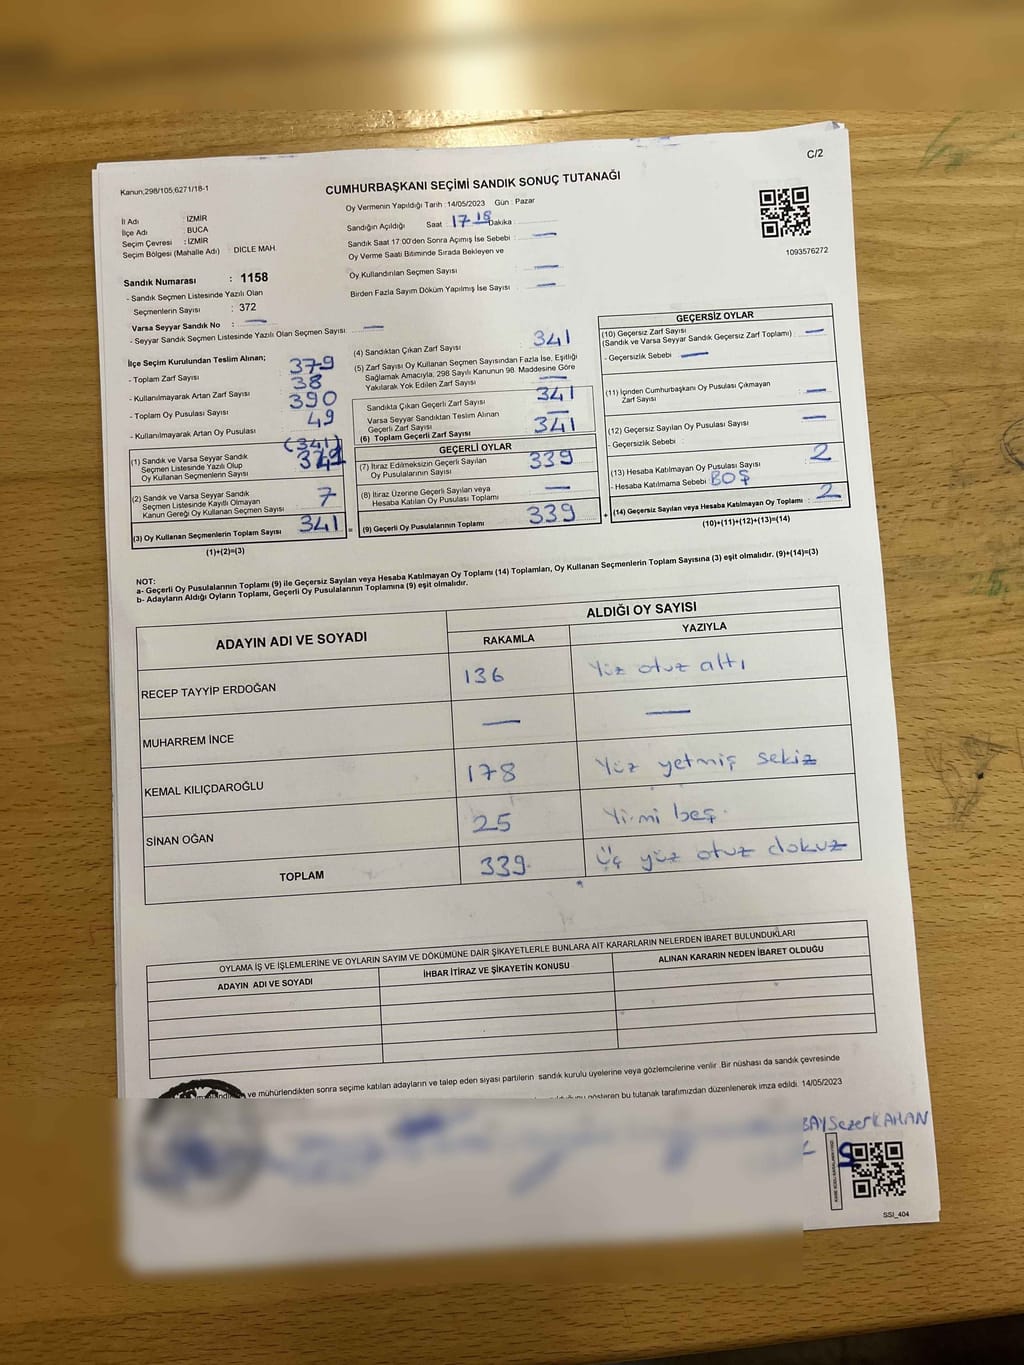 C/2
Kanun;298/105;6271/18-1
CUMHURBAŞKANI SEÇİMİ SANDIK SONUÇ TUTANAĞI
Oy Vermenin Yapıldığı Tarih :14/05/2023 Gün : Pazar
İl Adı : İZMİR
İlçe Adı : BUCA
Seçim Çevresi : İZMİR
Seçim Bölgesi (Mahalle Adı) : DİCLE MAH.
Sandığın Açıldığı Saat 17 15 Dakika :
Sandık Saat 17:00'den Sonra Açımış İse Sebebi : —
Oy Verme Saati Bitiminde Sırada Bekleyen ve
Oy Kullandırılan Seçmen Sayısı : —
Birden Fazla Sayım Döküm Yapılmış İse Sayısı : —
1093576272
Sandık Numarası : 1158
- Sandık Seçmen Listesinde Yazılı Olan
Seçmenlerin Sayısı : 372
Varsa Seyyar Sandık No : —
- Seyyar Sandık Seçmen Listesinde Yazılı Olan Seçmen Sayısı: —
İlçe Seçim Kurulundan Teslim Alınan;
- Toplam Zarf Sayısı : 379
- Kullanılmayarak Artan Zarf Sayısı : 38
- Toplam Oy Pusulası Sayısı : 390
- Kullanılmayarak Artan Oy Pusulası : 49
(341)
(1) Sandık ve Varsa Seyyar Sandık
Seçmen Listesinde Yazılı Olup
Oy Kullanan Seçmenlerin Sayısı
(2) Sandık ve Varsa Seyyar Sandık
Seçmen Listesinde Kayıtlı Olmayan
Kanun Gereği Oy Kullanan Seçmen Sayısı : 7
(3) Oy Kullanan Seçmenlerin Toplam Sayısı : 341
(1)+(2)=(3)
(4) Sandıktan Çıkan Zarf Sayısı : 341
(5) Zarf Sayısı Oy Kullanan Seçmen Sayısından Fazla İse, Eşitliği
Sağlamak Amacıyla, 298 Sayılı Kanunun 98. Maddesine Göre
Yakılarak Yok Edilen Zarf Sayısı : —
Sandıkta Çıkan Geçerli Zarf Sayısı : 341
Varsa Seyyar Sandıktan Teslim Alınan
Geçerli Zarf Sayısı : —
(6) Toplam Geçerli Zarf Sayısı : 341
GEÇERLİ OYLAR
(7) İtiraz Edilmeksizin Geçerli Sayılan
Oy Pusulalarının Sayısı : 339
(8) İtiraz Üzerine Geçerli Sayılan veya
Hesaba Katılan Oy Pusulası Toplamı : —
(9) Geçerli Oy Pusulalarının Toplamı : 339
GEÇERSİZ OYLAR
(10) Geçersiz Zarf Sayısı
(Sandık ve Varsa Seyyar Sandık Geçersiz Zarf Toplamı) : —
- Geçersizlik Sebebi : —
(11) İçinden Cumhurbaşkanı Oy Pusulası Çıkmayan
Zarf Sayısı : —
(12) Geçersiz Sayılan Oy Pusulası Sayısı : —
- Geçersizlik Sebebi :
(13) Hesaba Katılmayan Oy Pusulası Sayısı : 2
- Hesaba Katılmama Sebebi : BOŞ
(14) Geçersiz Sayılan veya Hesaba Katılmayan Oy Toplamı : 2
(10)+(11)+(12)+(13)=(14)
NOT:
a- Geçerli Oy Pusulalarının Toplamı (9) ile Geçersiz Sayılan veya Hesaba Katılmayan Oy Toplamı (14) Toplamları, Oy Kullanan Seçmenlerin Toplam Sayısına (3) eşit olmalıdır. (9)+(14)=(3)
b- Adayların Aldığı Oyların Toplamı, Geçerli Oy Pusulalarının Toplamına (9) eşit olmalıdır.
ADAYIN ADI VE SOYADI
ALDIĞI OY SAYISI
RAKAMLA YAZIYLA
RECEP TAYYİP ERDOĞAN 136 Yüz otuz altı
MUHARREM İNCE — —
KEMAL KILIÇDAROĞLU 178 Yüz yetmiş sekiz
SİNAN OĞAN 25 Yirmi beş
TOPLAM 339 Üç yüz otuz dokuz
OYLAMA İŞ VE İŞLEMLERİNE VE OYLARIN SAYIM VE DÖKÜMÜNE DAİR ŞİKAYETLERLE BUNLARA AİT KARARLARIN NELERDEN İBARET BULUNDUKLARI
ADAYIN ADI VE SOYADI İHBAR İTİRAZ VE ŞİKAYETİN KONUSU ALINAN KARARIN NEDEN İBARET OLDUĞU
ve mühürlendikten sonra seçime katılan adayların ve talep eden siyasi partilerin sandık kurulu üyelerine veya gözlemcilerine verilir. Bir nüshası da sandık çevresinde
gösteren bu tutanak tarafımızdan düzenlenerek imza edildi. 14/05/2023
BAY Sezer KAHAN
SSI_404